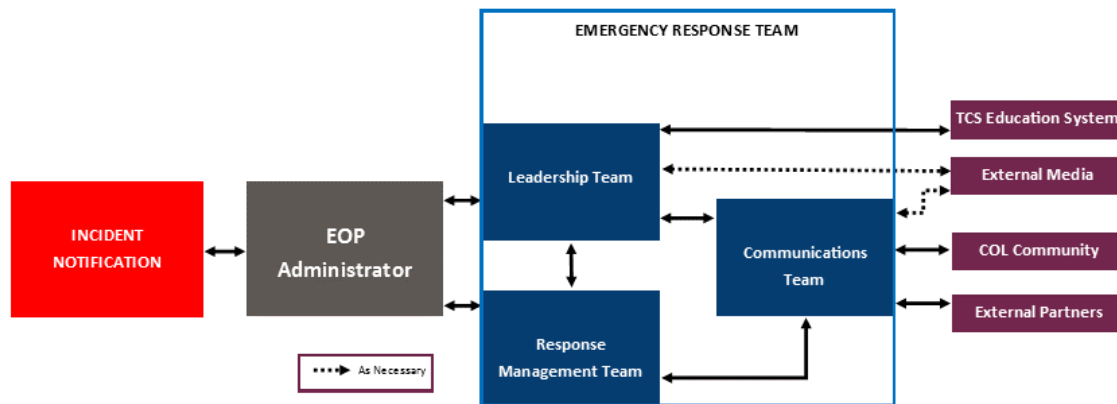 EMERGENCY RESPONSE TEAM
TCS Education System
Leadership Team
External Media
INCIDENT
NOTIFICATION
EOP
Administrator
Communications
Team
COL Community
External Partners
Response
Management Team
As Necessary